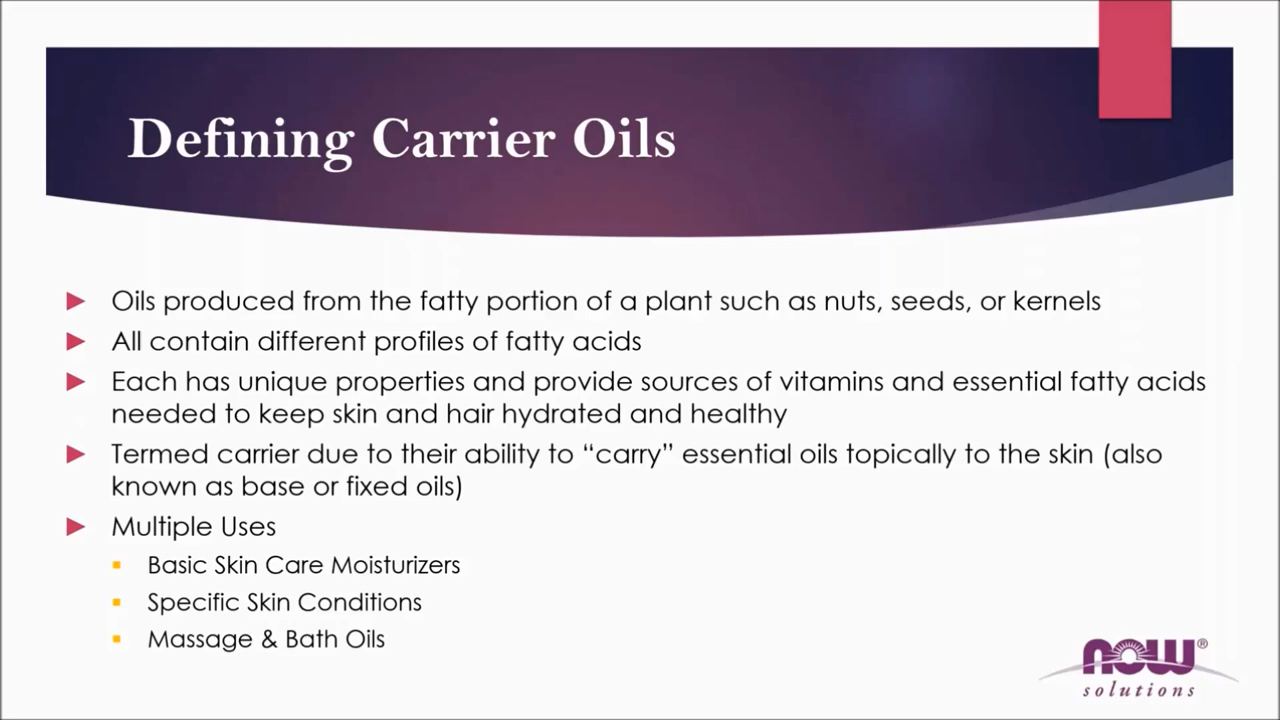 Defining Carrier Oils
► Oils produced from the fatty portion of a plant such as nuts, seeds, or kernels
► All contain different profiles of fatty acids
► Each has unique properties and provide sources of vitamins and essential fatty acids
needed to keep skin and hair hydrated and healthy
► Termed carrier due to their ability to “carry” essential oils topically to the skin (also
known as base or fixed oils)
► Multiple Uses
▪ Basic Skin Care Moisturizers
▪ Specific Skin Conditions
▪ Massage & Bath Oils
now®
solutions